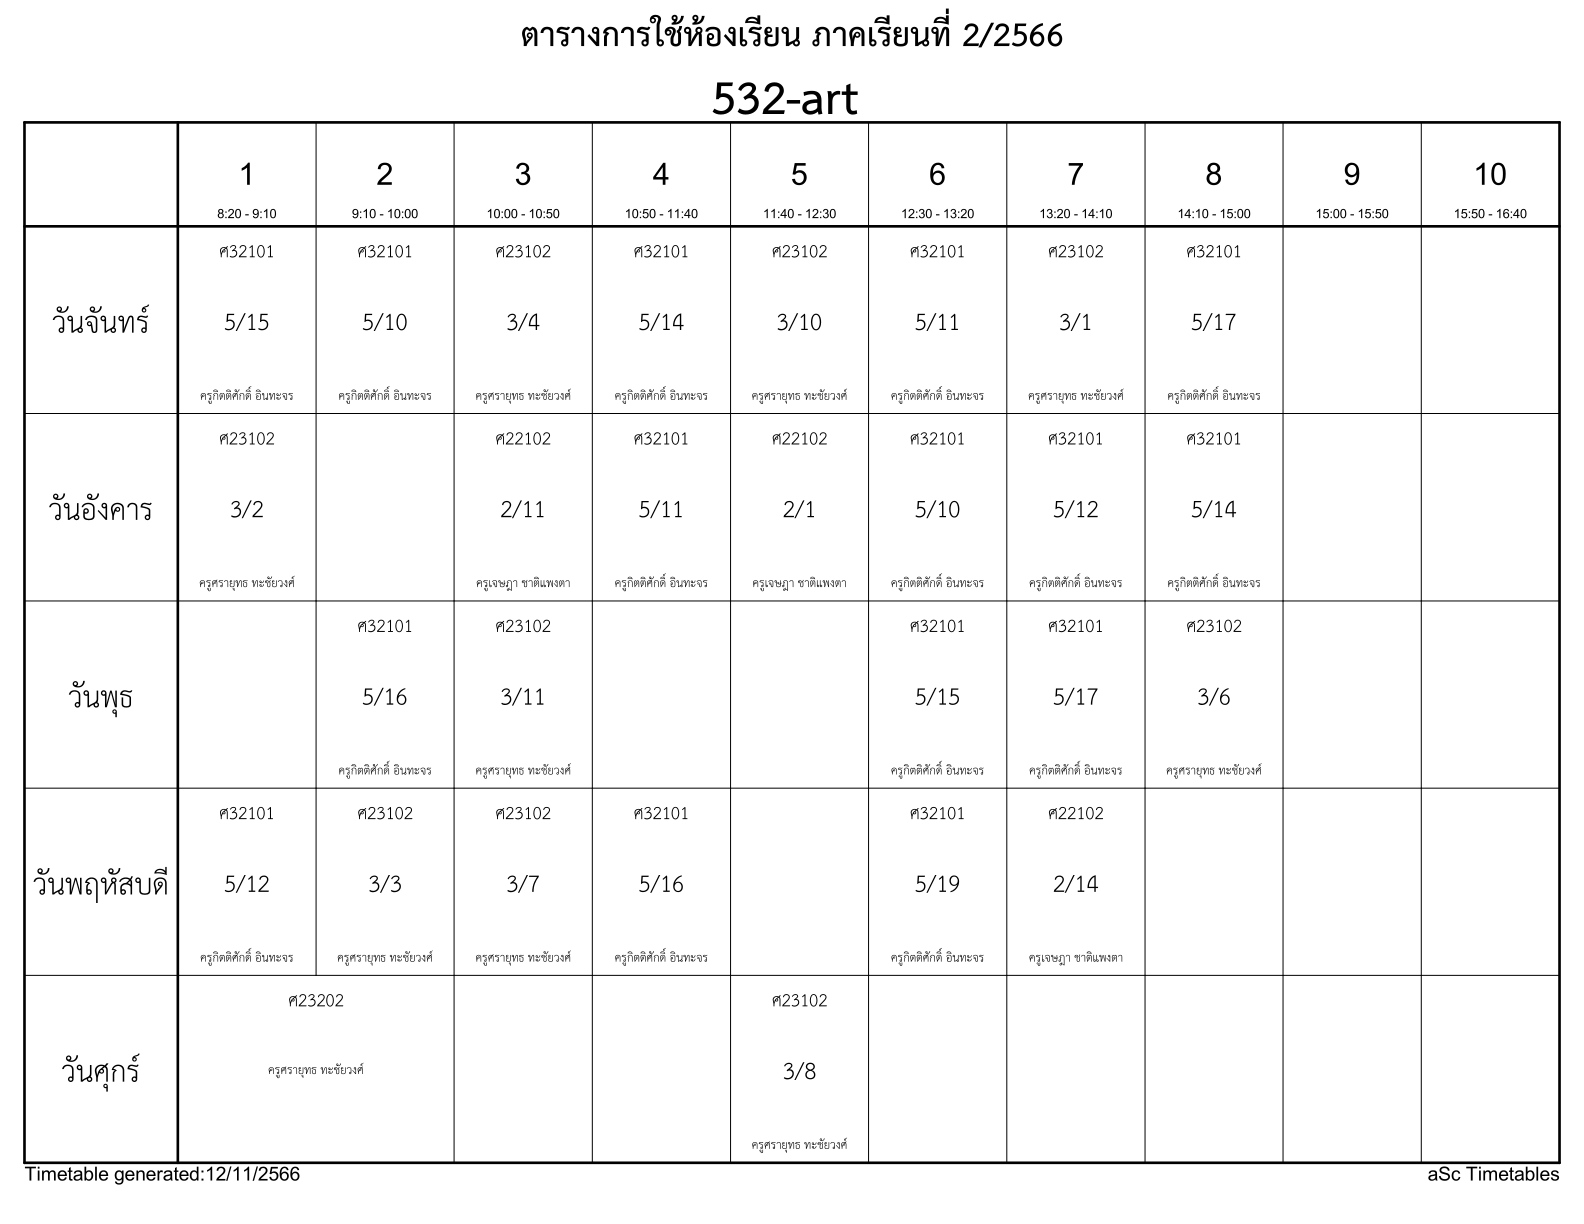 ตารางการใช้ห้องเรียน ภาคเรียนที่ 2/2566
532-art
1 2 3 4 5 6 7 8 9 10
8:20 - 9:10 9:10 - 10:00 10:00 - 10:50 10:50 - 11:40 11:40 - 12:30 12:30 - 13:20 13:20 - 14:10 14:10 - 15:00 15:00 - 15:50 15:50 - 16:40
ศ32101 ศ32101 ศ23102 ศ32101 ศ23102 ศ32101 ศ23102 ศ32101
วันจันทร์ 5/15 5/10 3/4 5/14 3/10 5/11 3/1 5/17
ครูกิตติศักดิ์ อินทะจร ครูกิตติศักดิ์ อินทะจร ครูศรายุทธ ทะชัยวงศ์ ครูกิตติศักดิ์ อินทะจร ครูศรายุทธ ทะชัยวงศ์ ครูกิตติศักดิ์ อินทะจร ครูศรายุทธ ทะชัยวงศ์ ครูกิตติศักดิ์ อินทะจร
ศ23102 ศ22102 ศ32101 ศ22102 ศ32101 ศ32101 ศ32101
วันอังคาร 3/2 2/11 5/11 2/1 5/10 5/12 5/14
ครูศรายุทธ ทะชัยวงศ์ ครูเจษฎา ชาติแพงตา ครูกิตติศักดิ์ อินทะจร ครูเจษฎา ชาติแพงตา ครูกิตติศักดิ์ อินทะจร ครูกิตติศักดิ์ อินทะจร ครูกิตติศักดิ์ อินทะจร
ศ32101 ศ23102 ศ32101 ศ32101 ศ23102
วันพุธ 5/16 3/11 5/15 5/17 3/6
ครูกิตติศักดิ์ อินทะจร ครูศรายุทธ ทะชัยวงศ์ ครูกิตติศักดิ์ อินทะจร ครูกิตติศักดิ์ อินทะจร ครูศรายุทธ ทะชัยวงศ์
ศ32101 ศ23102 ศ23102 ศ32101 ศ32101 ศ22102
วันพฤหัสบดี 5/12 3/3 3/7 5/16 5/19 2/14
ครูกิตติศักดิ์ อินทะจร ครูศรายุทธ ทะชัยวงศ์ ครูศรายุทธ ทะชัยวงศ์ ครูกิตติศักดิ์ อินทะจร ครูกิตติศักดิ์ อินทะจร ครูเจษฎา ชาติแพงตา
ศ23202 ศ23102
วันศุกร์ ครูศรายุทธ ทะชัยวงศ์ 3/8
ครูศรายุทธ ทะชัยวงศ์
Timetable generated:12/11/2566 aSc Timetables